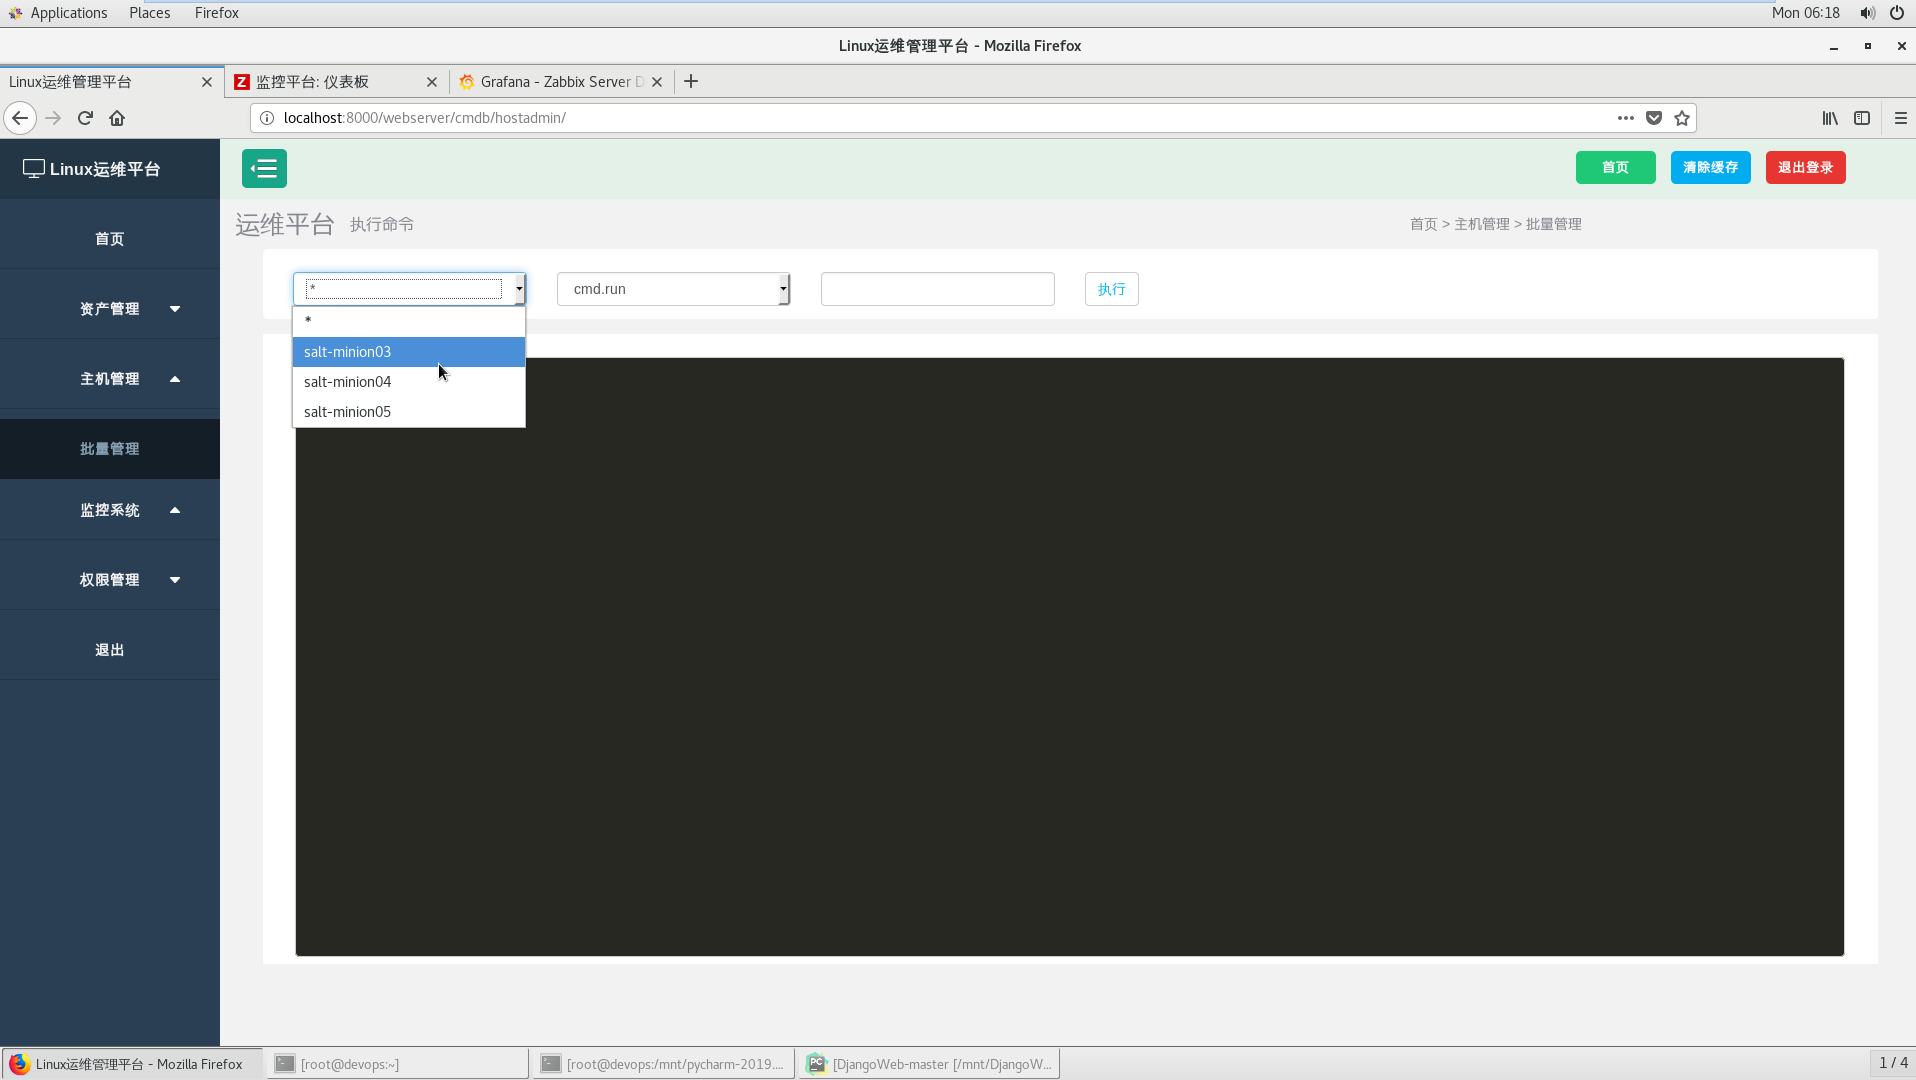 Applications Places Firefox Mon 06:18
Linux运维管理平台 - Mozilla Firefox
Linux运维管理平台 监控平台: 仪表板 Grafana - Zabbix Server D
localhost:8000/webserver/cmdb/hostadmin/
Linux运维平台 首页 清除缓存 退出登录
运维平台 执行命令 首页 > 主机管理 > 批量管理
首页
资产管理
主机管理
批量管理
监控系统
权限管理
退出
* cmd.run 执行
*
salt-minion03
salt-minion04
salt-minion05
Linux运维管理平台 - Mozilla Firefox [root@devops:~] [root@devops:/mnt/pycharm-2019.... [DjangoWeb-master [/mnt/DjangoW... 1 / 4